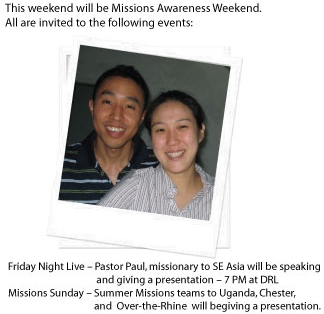 This weekend will be Missions Awareness Weekend.
All are invited to the following events:
Friday Night Live – Pastor Paul, missionary to SE Asia will be speaking
and giving a presentation – 7 PM at DRL
Missions Sunday – Summer Missions teams to Uganda, Chester,
and Over-the-Rhine will begiving a presentation.